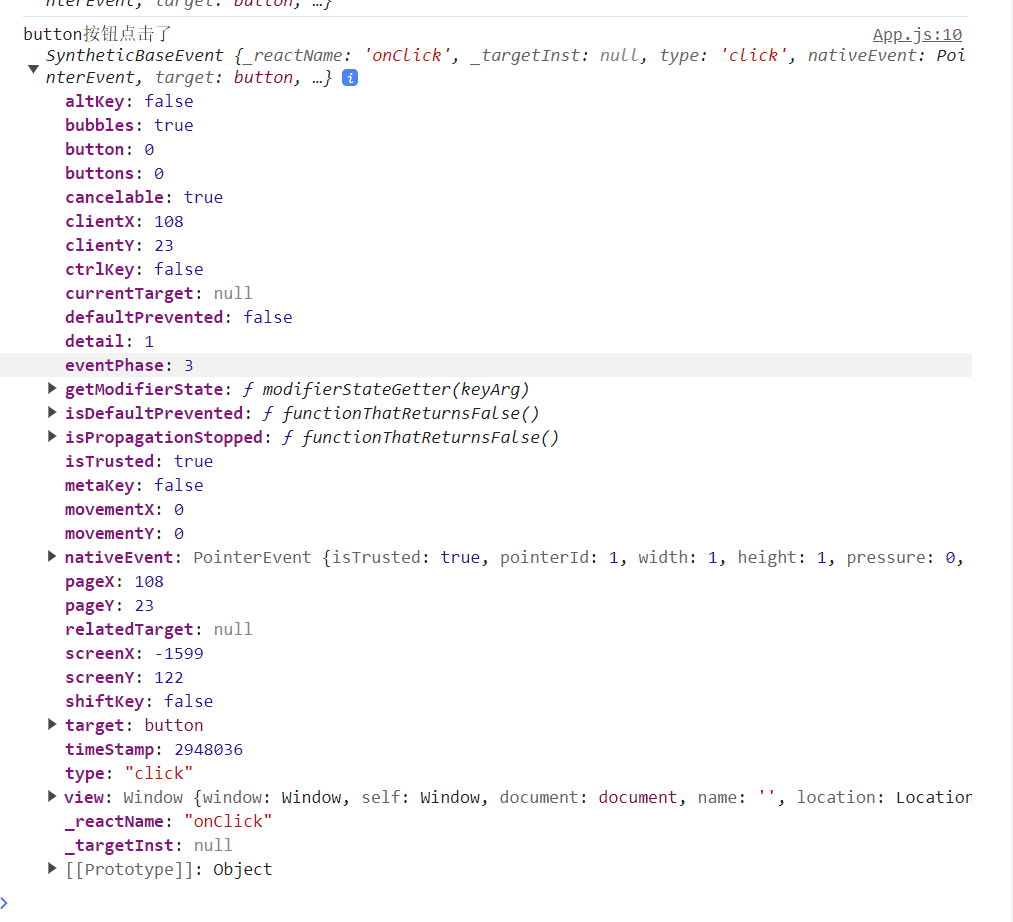 nterEvent, target: button, …}
button按钮点击了 App.js:10
SyntheticBaseEvent {_reactName: 'onClick', _targetInst: null, type: 'click', nativeEvent: Poi
nterEvent, target: button, …} i
altKey: false
bubbles: true
button: 0
buttons: 0
cancelable: true
clientX: 108
clientY: 23
ctrlKey: false
currentTarget: null
defaultPrevented: false
detail: 1
eventPhase: 3
getModifierState: ƒ modifierStateGetter(keyArg)
isDefaultPrevented: ƒ functionThatReturnsFalse()
isPropagationStopped: ƒ functionThatReturnsFalse()
isTrusted: true
metaKey: false
movementX: 0
movementY: 0
nativeEvent: PointerEvent {isTrusted: true, pointerId: 1, width: 1, height: 1, pressure: 0,
pageX: 108
pageY: 23
relatedTarget: null
screenX: -1599
screenY: 122
shiftKey: false
target: button
timeStamp: 2948036
type: "click"
view: Window {window: Window, self: Window, document: document, name: '', location: Location
_reactName: "onClick"
_targetInst: null
[[Prototype]]: Object